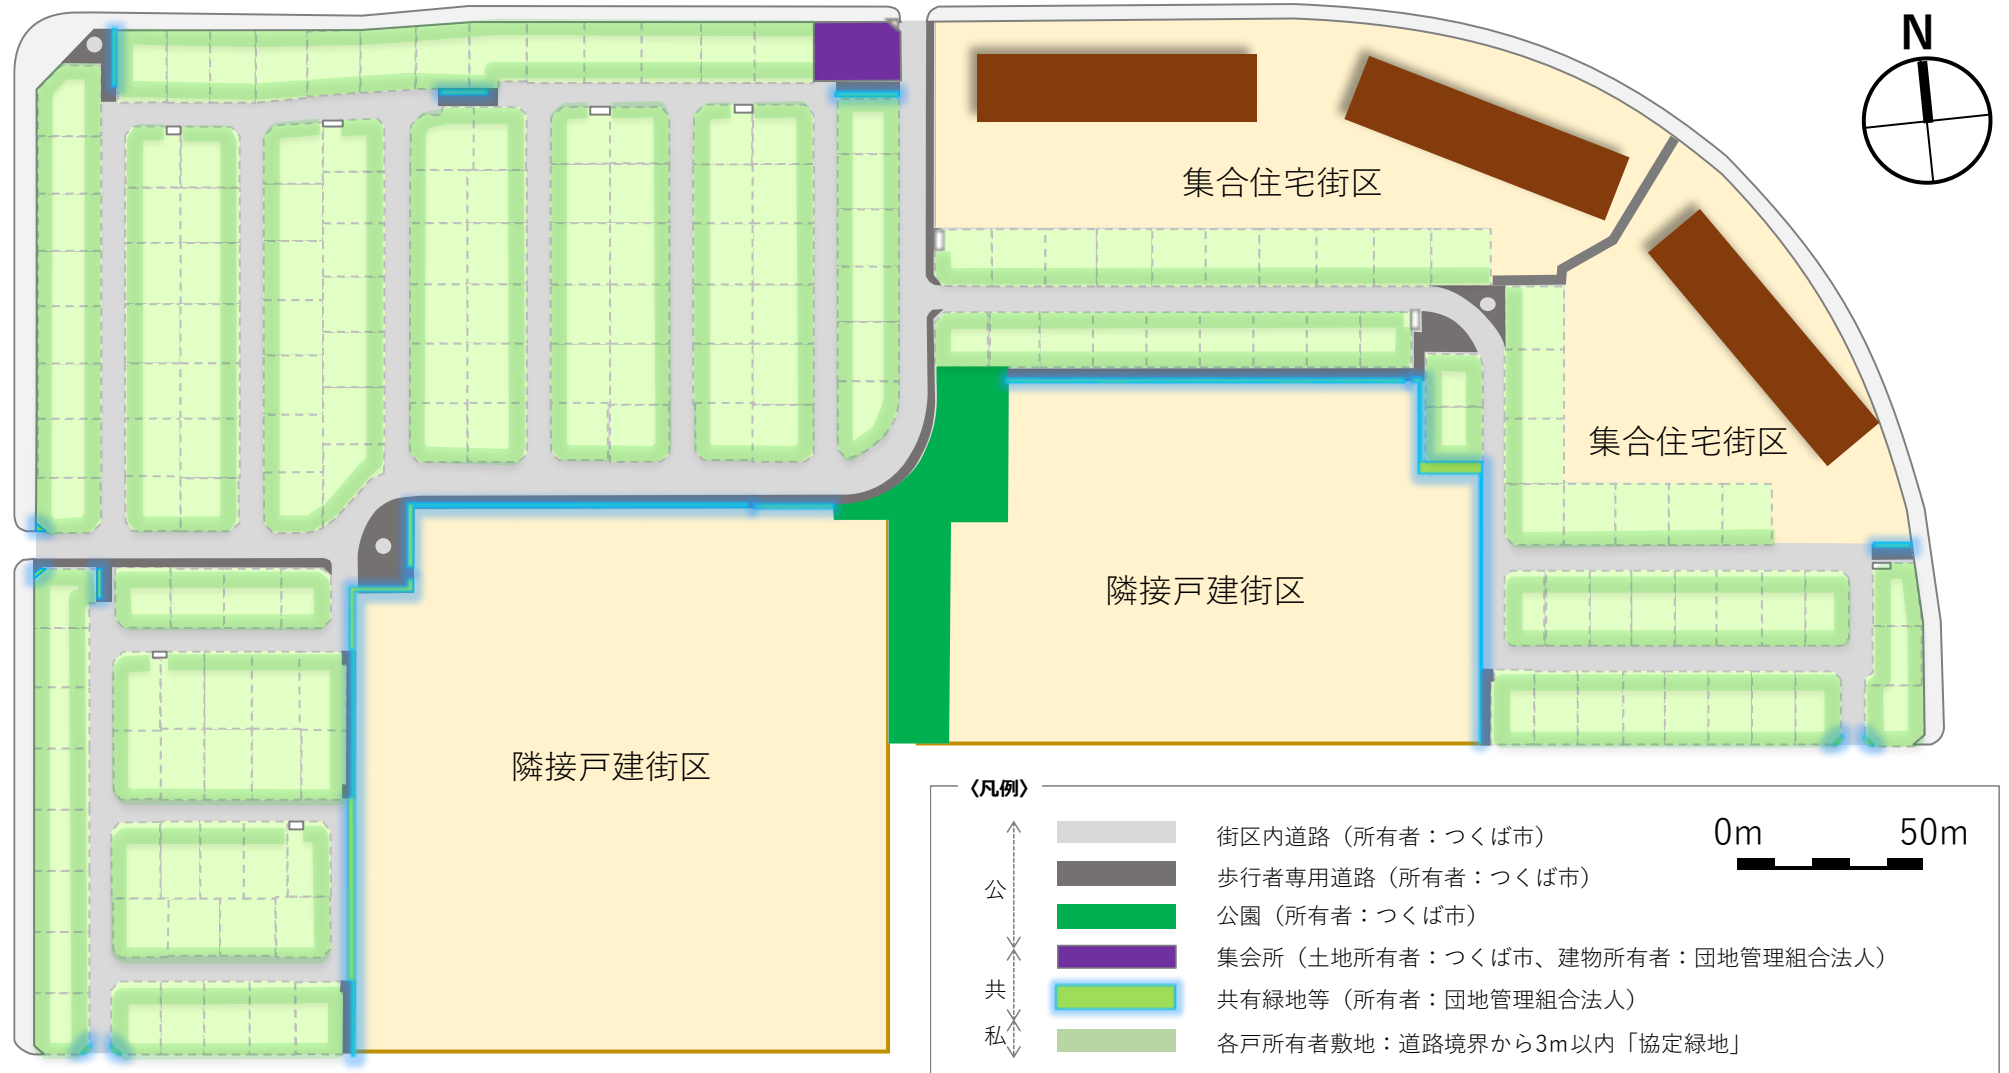 N
集合住宅街区
集合住宅街区
隣接戸建街区
隣接戸建街区
〈凡例〉
公
共
私
街区内道路（所有者：つくば市）
歩行者専用道路（所有者：つくば市）
公園（所有者：つくば市）
集会所（土地所有者：つくば市、建物所有者：団地管理組合法人）
共有緑地等（所有者：団地管理組合法人）
各戸所有者敷地：道路境界から3m以内「協定緑地」
0m 50m